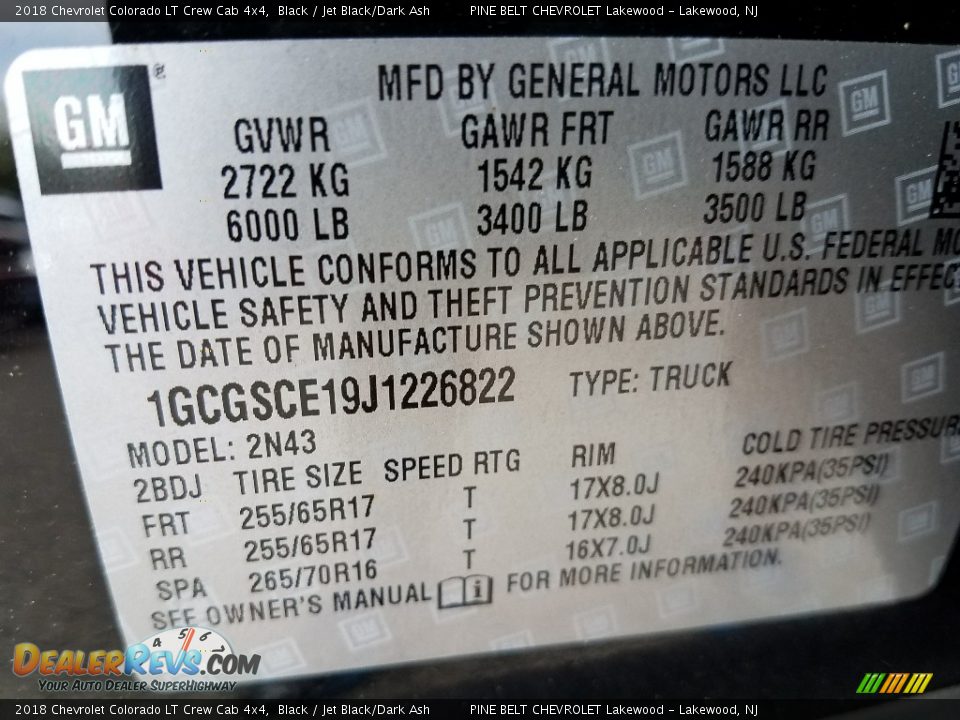 2018 Chevrolet Colorado LT Crew Cab 4x4, Black / Jet Black/Dark Ash PINE BELT CHEVROLET Lakewood - Lakewood, NJ
GM ®
MFD BY GENERAL MOTORS LLC
GVWR GAWR FRT GAWR RR
2722 KG 1542 KG 1588 KG
6000 LB 3400 LB 3500 LB
THIS VEHICLE CONFORMS TO ALL APPLICABLE U.S. FEDERAL
VEHICLE SAFETY AND THEFT PREVENTION STANDARDS IN EFFEC
THE DATE OF MANUFACTURE SHOWN ABOVE.
1GCGSCE19J1226822 TYPE: TRUCK
MODEL: 2N43
2BDJ TIRE SIZE SPEED RTG RIM COLD TIRE PRESSUR
FRT 255/65R17 T 17X8.0J 240KPA(35PSI)
RR 255/65R17 T 17X8.0J 240KPA(35PSI)
SPA 265/70R16 T 16X7.0J 240KPA(35PSI)
SEE OWNER'S MANUAL i FOR MORE INFORMATION.
4 5 6
DEALERREVS.COM
YOUR AUTO DEALER SUPERHIGHWAY
2018 Chevrolet Colorado LT Crew Cab 4x4, Black / Jet Black/Dark Ash PINE BELT CHEVROLET Lakewood - Lakewood, NJ